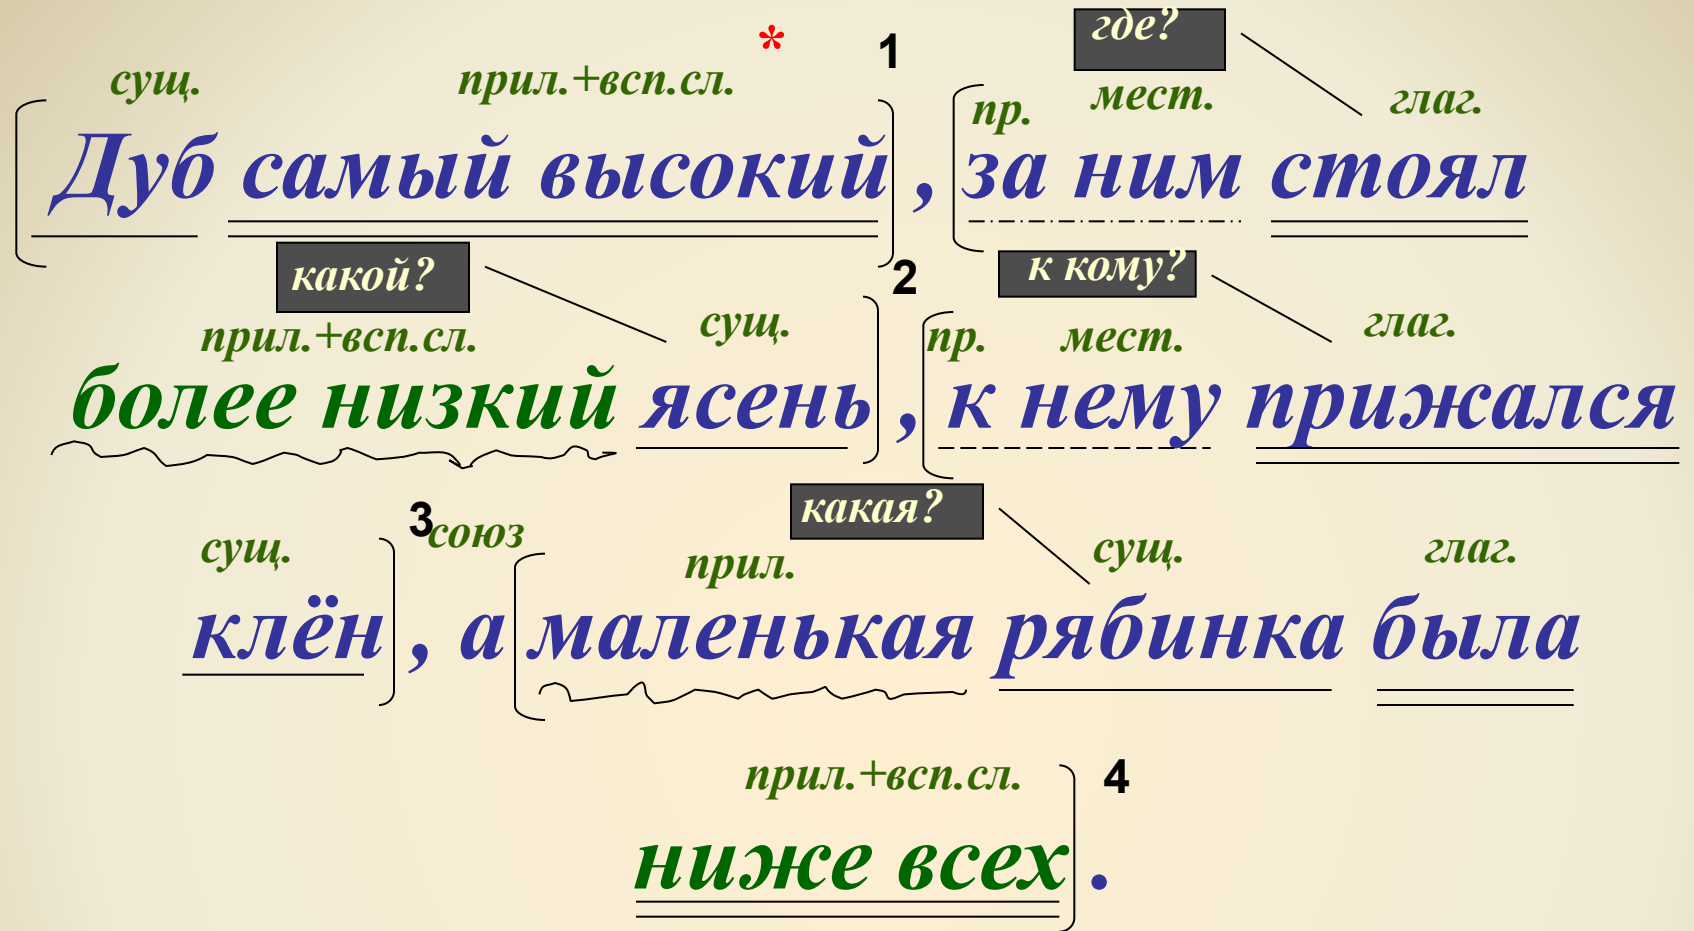 где?
* 1
сущ. прил.+всп.сл. пр. мест. глаг.
Дуб самый высокий , за ним стоял
какой? 2 к кому?
прил.+всп.сл. сущ. пр. мест. глаг.
более низкий ясень , к нему прижался
3 какая?
сущ. союз прил. сущ. глаг.
клён , а маленькая рябинка была
прил.+всп.сл. 4
ниже всех .